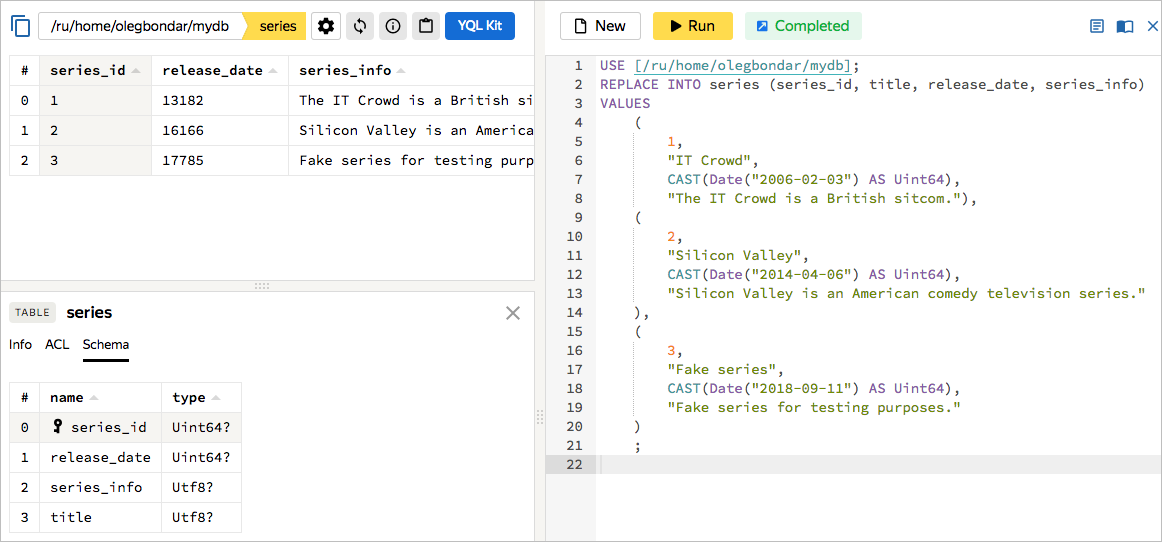 /ru/home/olegbondar/mydb series YQL Kit
# series_id release_date series_info
0 1 13182 The IT Crowd is a British si
1 2 16166 Silicon Valley is an America
2 3 17785 Fake series for testing purp
TABLE series
Info ACL Schema
# name type
0 series_id Uint64?
1 release_date Uint64?
2 series_info Utf8?
3 title Utf8?
New Run Completed
1 USE [/ru/home/olegbondar/mydb];
2 REPLACE INTO series (series_id, title, release_date, series_info)
3 VALUES
4 (
5 1,
6 "IT Crowd",
7 CAST(Date("2006-02-03") AS Uint64),
8 "The IT Crowd is a British sitcom."),
9 (
10 2,
11 "Silicon Valley",
12 CAST(Date("2014-04-06") AS Uint64),
13 "Silicon Valley is an American comedy television series."
14 ),
15 (
16 3,
17 "Fake series",
18 CAST(Date("2018-09-11") AS Uint64),
19 "Fake series for testing purposes."
20 )
21 ;
22